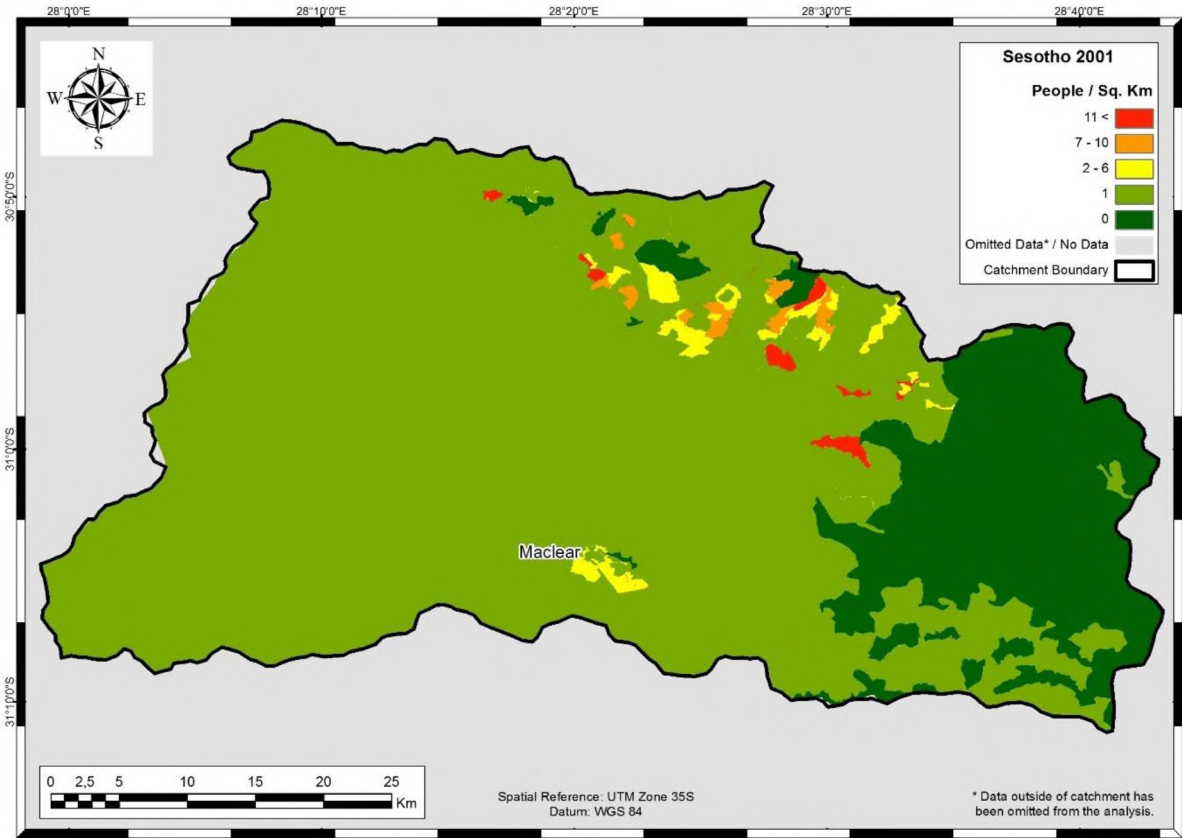 28°0'0"E 28°10'0"E 28°20'0"E 28°30'0"E 28°40'0"E
N
W E
S
Sesotho 2001
People / Sq. Km
11 <
7 - 10
2 - 6
1
0
Omitted Data* / No Data
Catchment Boundary
30°50'0"S
31°0'0"S
31°10'0"S
Maclear
0 2,5 5 10 15 20 25
Km
Spatial Reference: UTM Zone 35S
Datum: WGS 84
* Data outside of catchment has
been omitted from the analysis.